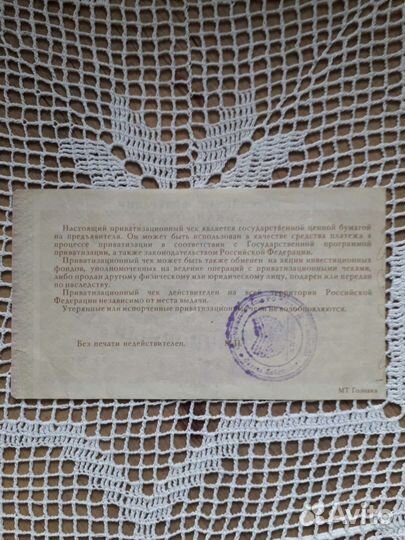 Настоящий приватизационный чек является государственной ценной бумагой
на предъявителя. Он может быть использован в качестве средства платежа в
процессе приватизации в соответствии с Государственной программой
приватизации, а также законодательством Российской Федерации.
Приватизационный чек может быть также обменен на акции инвестиционных
фондов, уполномоченных на ведение операций с приватизационными чеками,
либо продан другому физическому или юридическому лицу, подарен или передан
по наследству.
Приватизационный чек действителен на всей территории Российской
Федерации независимо от места выдачи.
Утерянные или испорченные приватизационные чеки не возобновляются.
Без печати недействителен.
МТ Гознака
Avito